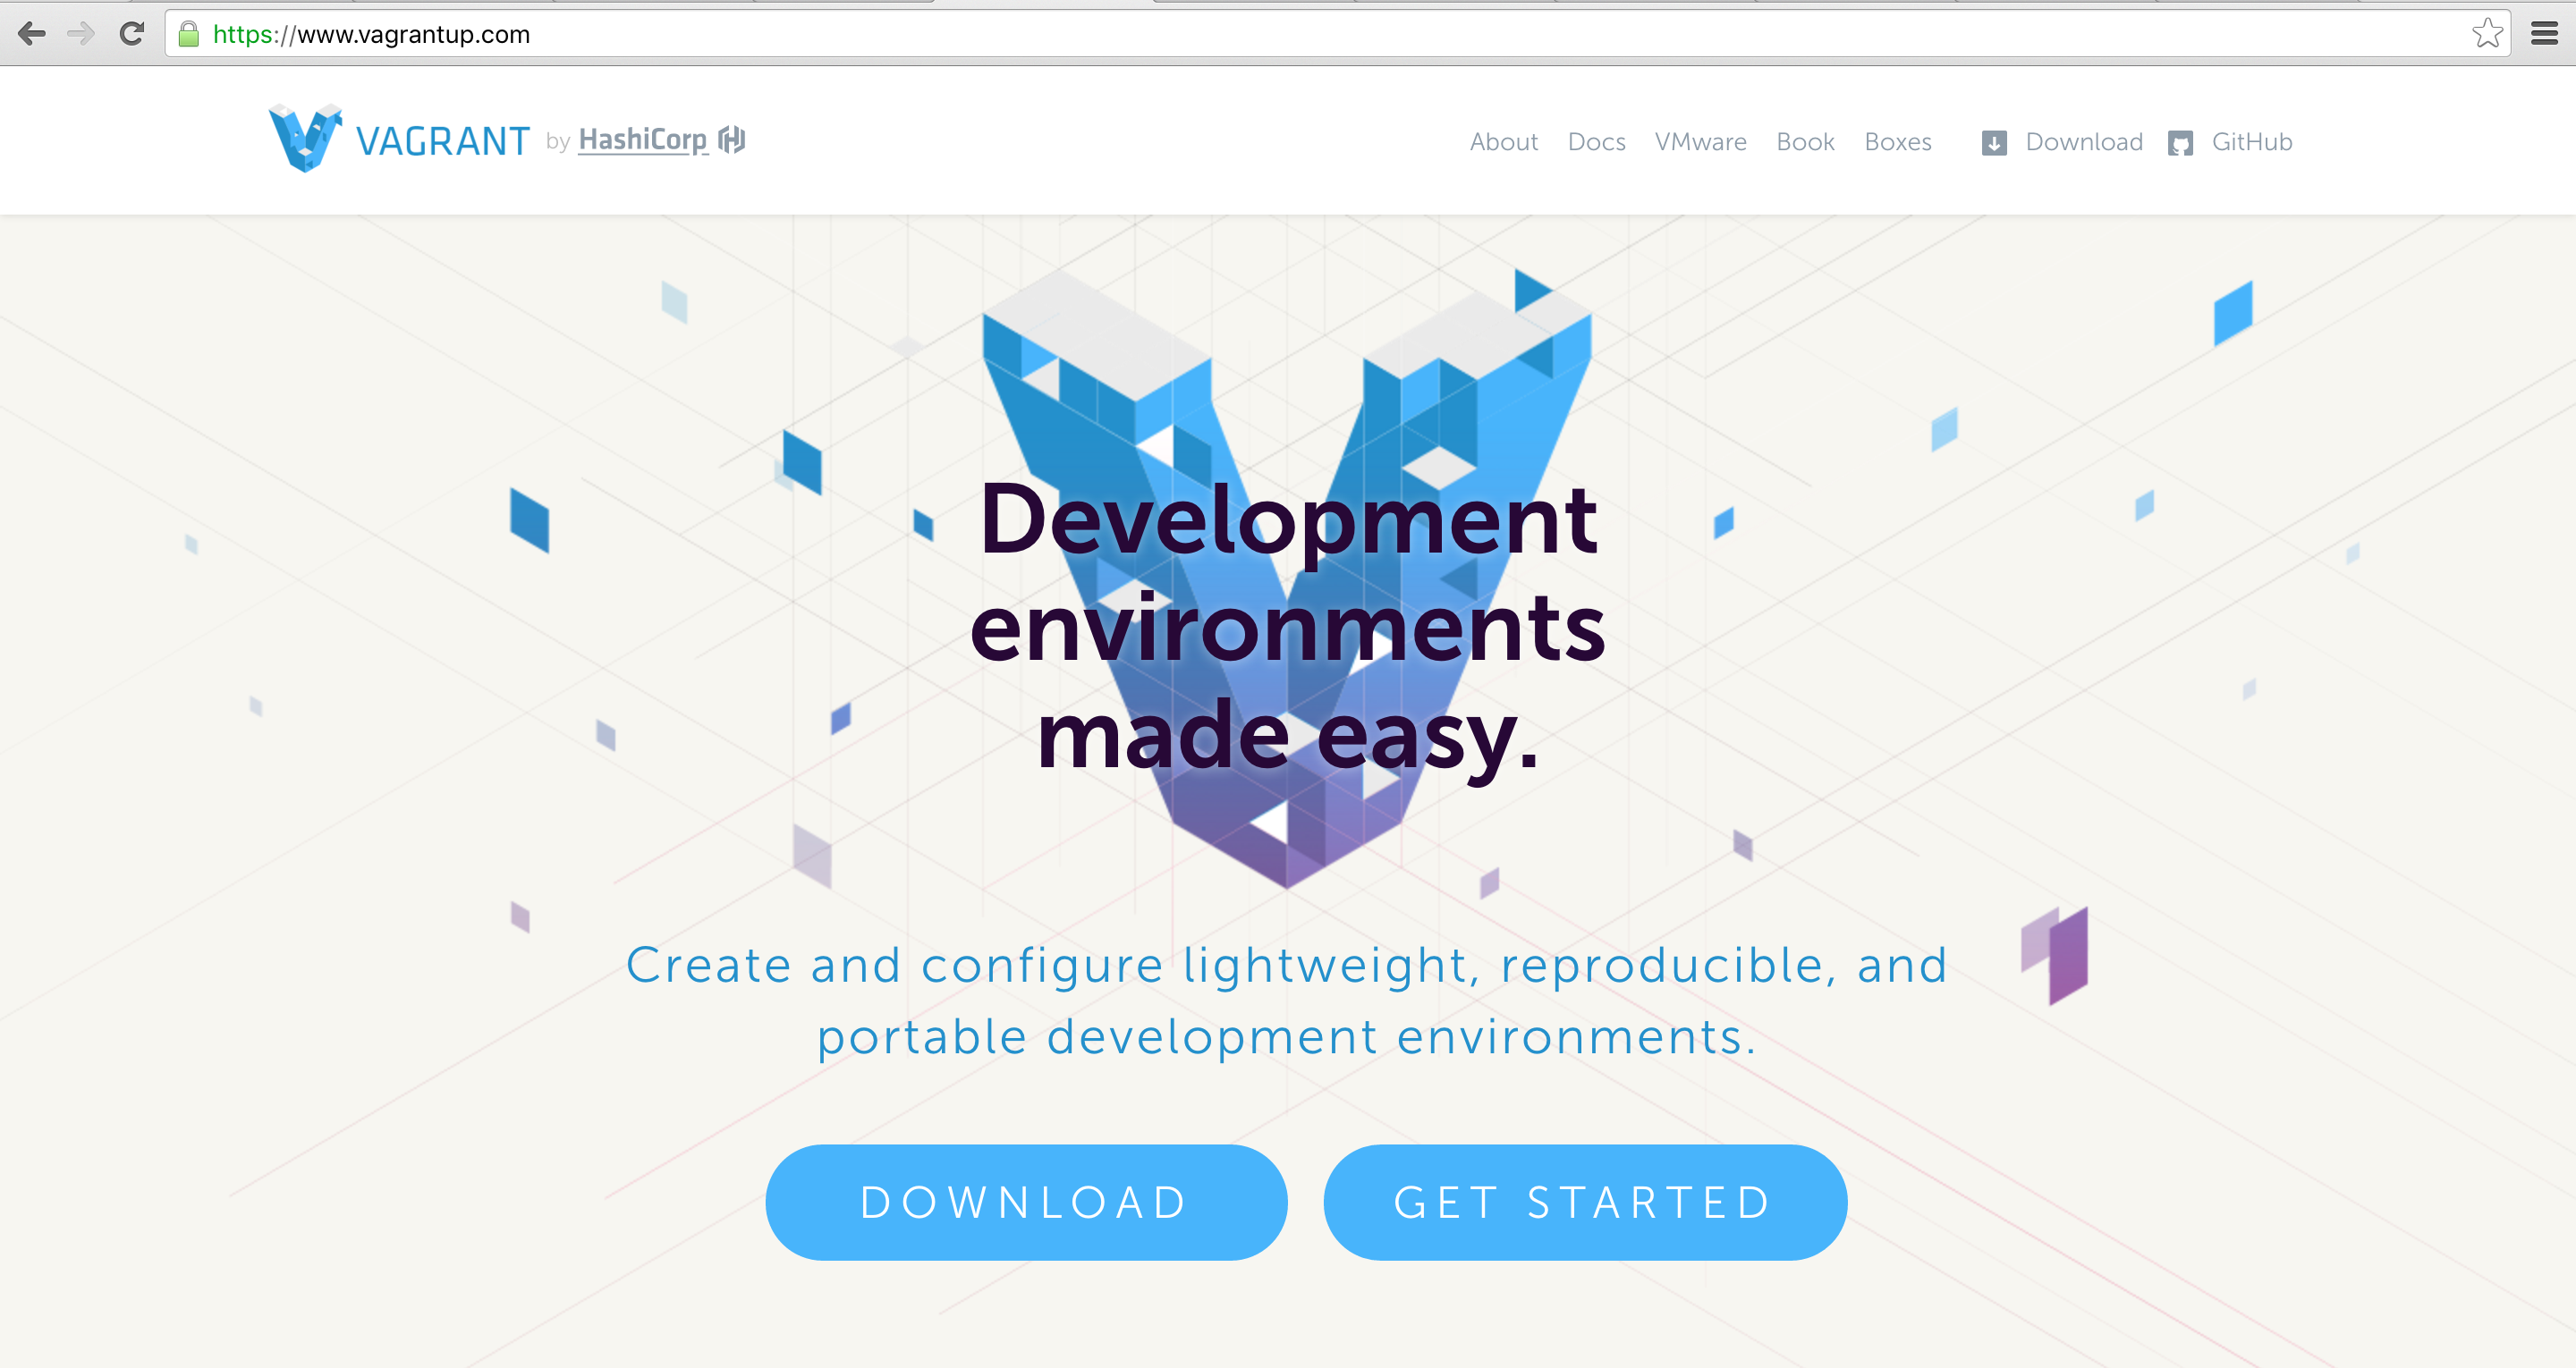 https://www.vagrantup.com
VAGRANT by HashiCorp
About Docs VMware Book Boxes Download GitHub
Development
environments
made easy.
Create and configure lightweight, reproducible, and
portable development environments.
DOWNLOAD GET STARTED